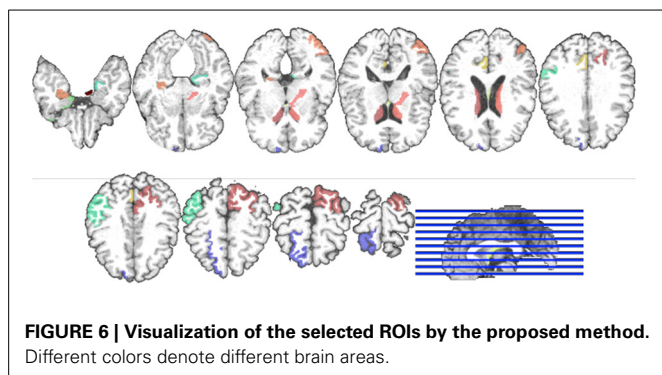 FIGURE 6 | Visualization of the selected ROIs by the proposed method.
Different colors denote different brain areas.